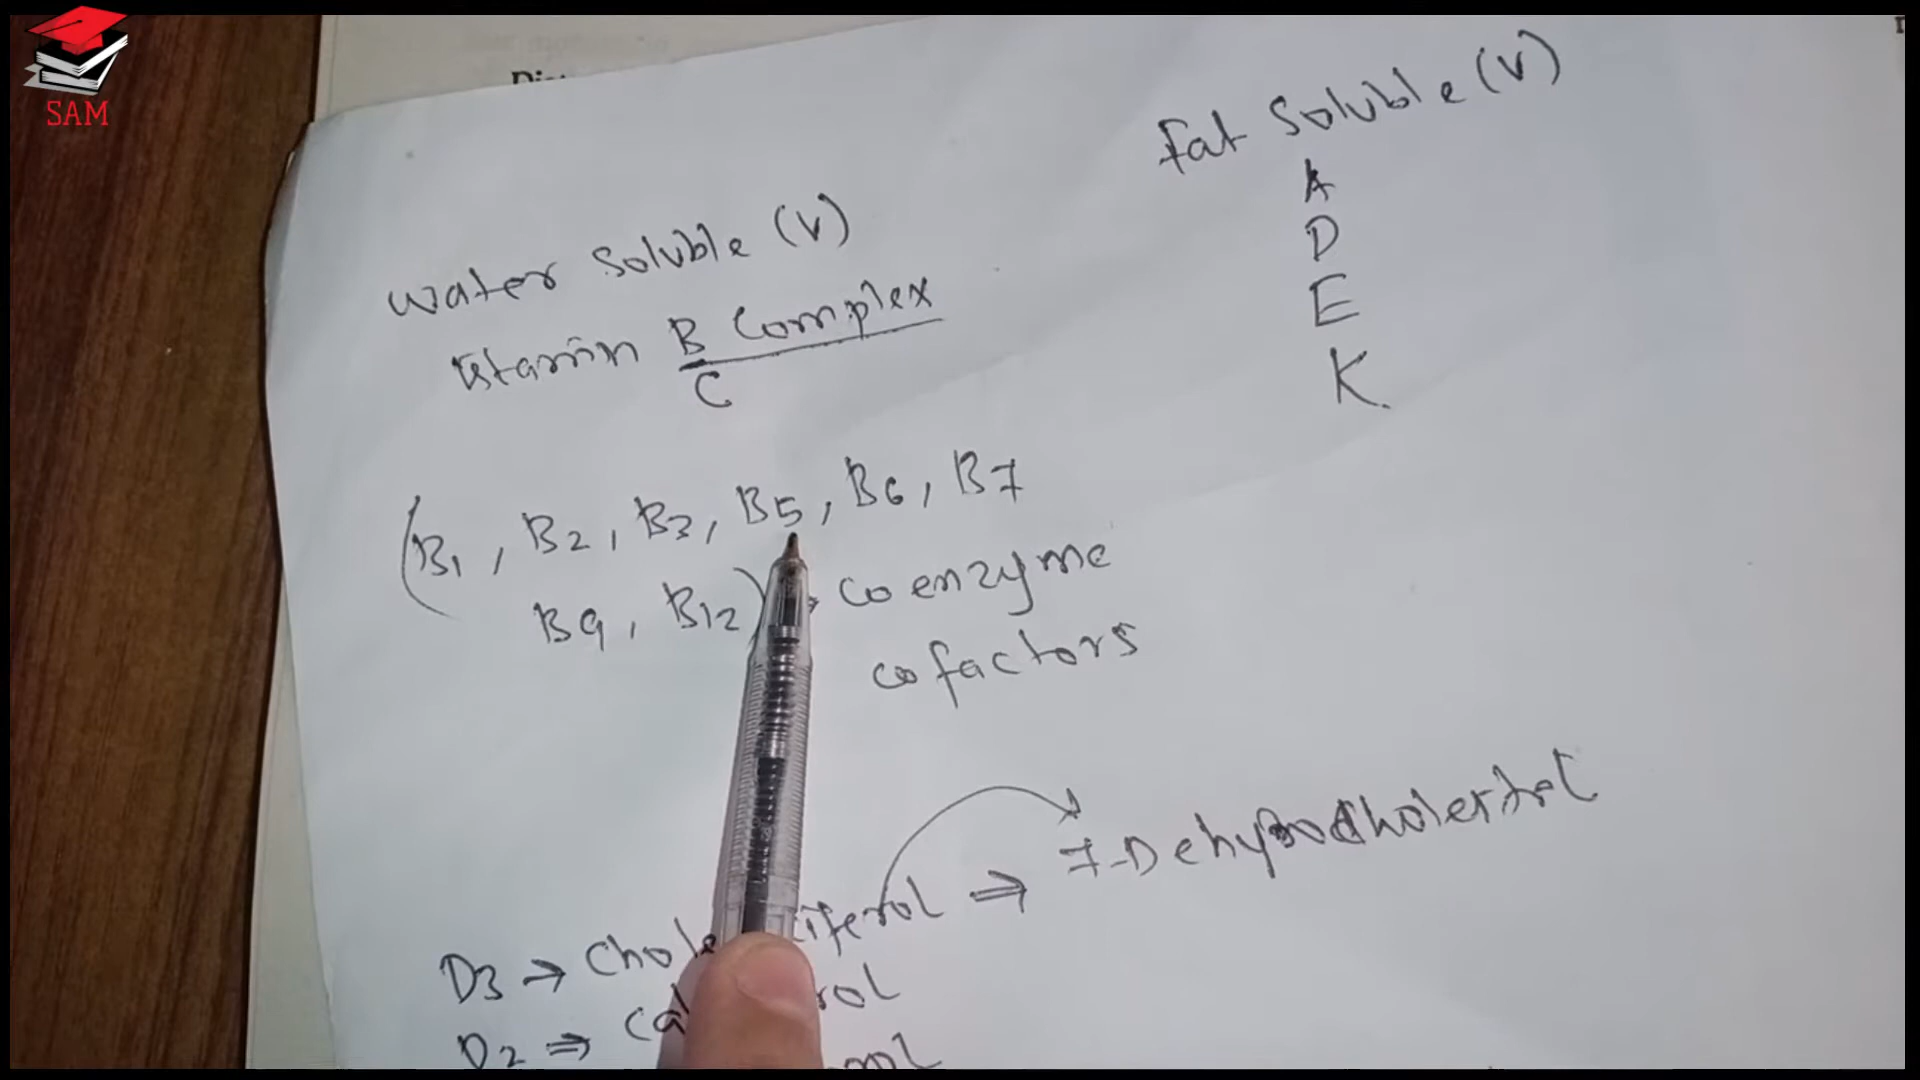 SAM
Fat Soluble (V)
A
D
E
K
Water Soluble (V)
Vitamin B Complex
C
(B1, B2, B3, B5, B6, B7
B9, B12) → Coenzyme
Cofactors
D3 → ⇒ 7-Dehydrocholesterol
D2 ⇒